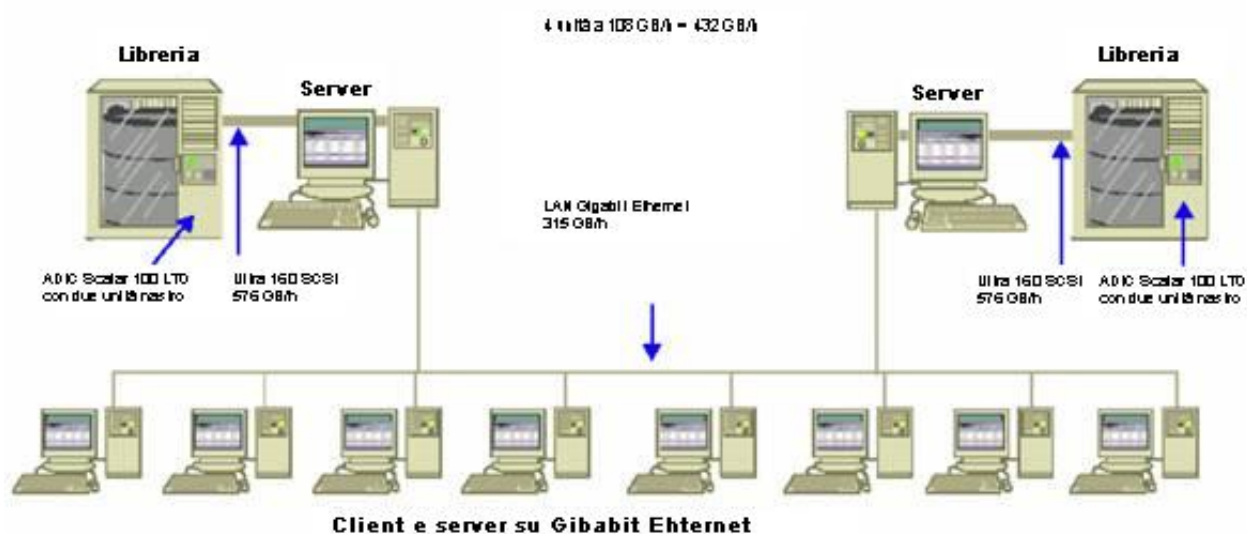 4 unità a 108 GB/h = 432 GB/h
Libreria
Server
Server
Libreria
LAN Gigabit Ethernet
315 GB/h
ADIC Scalar 100 LTO
con due unità nastro
Ultra 160 SCSI
576 GB/h
Ultra 160 SCSI
576 GB/h
ADIC Scalar 100 LTO
con due unità nastro
Client e server su Gibabit Ehternet